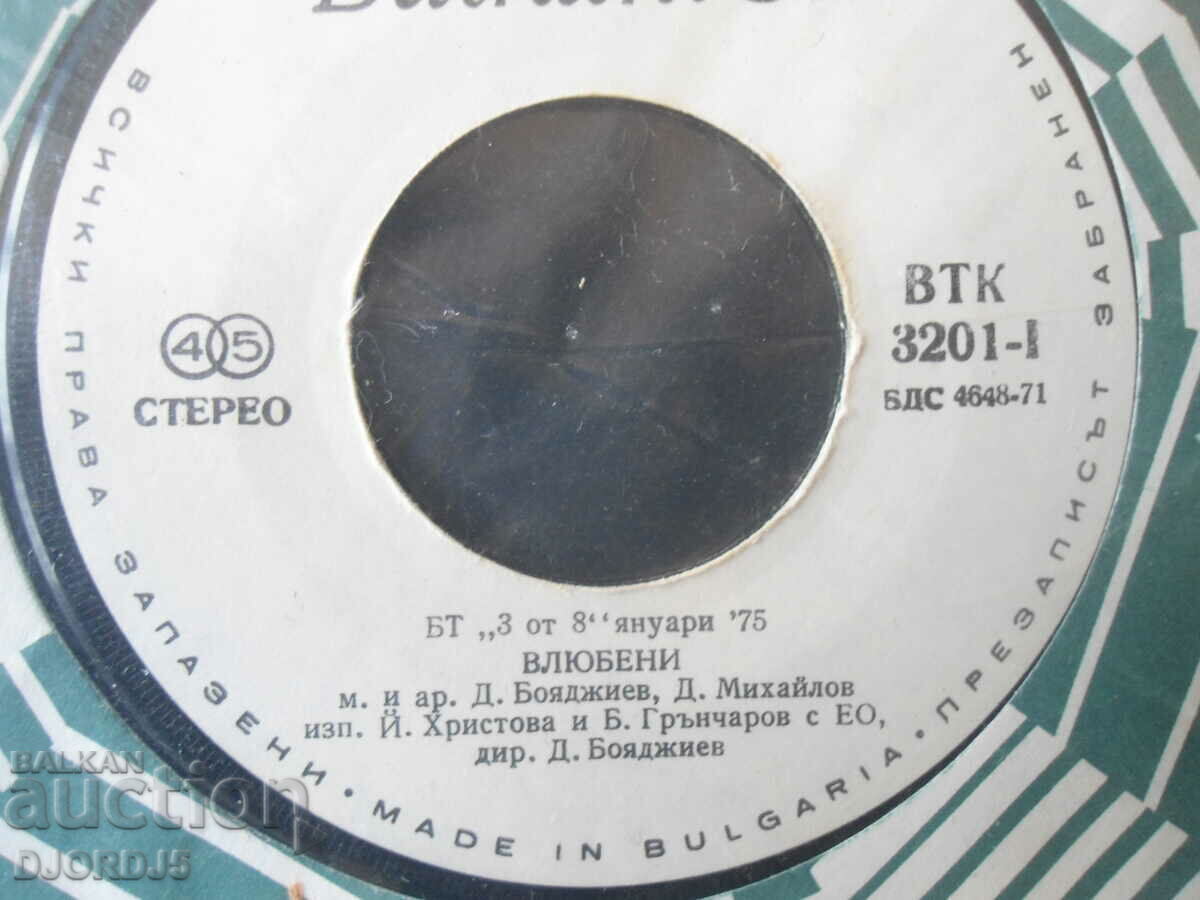 ВСИЧКИ ПРАВА ЗАПАЗЕНИ • MADE IN BULGARIA • ПРЕЗАПИСЪТ ЗАБРАНЕН
45
СТЕРЕО
ВТК
3201-I
БДС 4648-71
БТ „3 от 8“ януари '75
ВЛЮБЕНИ
м. и ар. Д. Бояджиев, Д. Михайлов
изп. Й. Христова и Б. Грънчаров с ЕО,
дир. Д. Бояджиев
BALKAN
auction
DJORDJ5